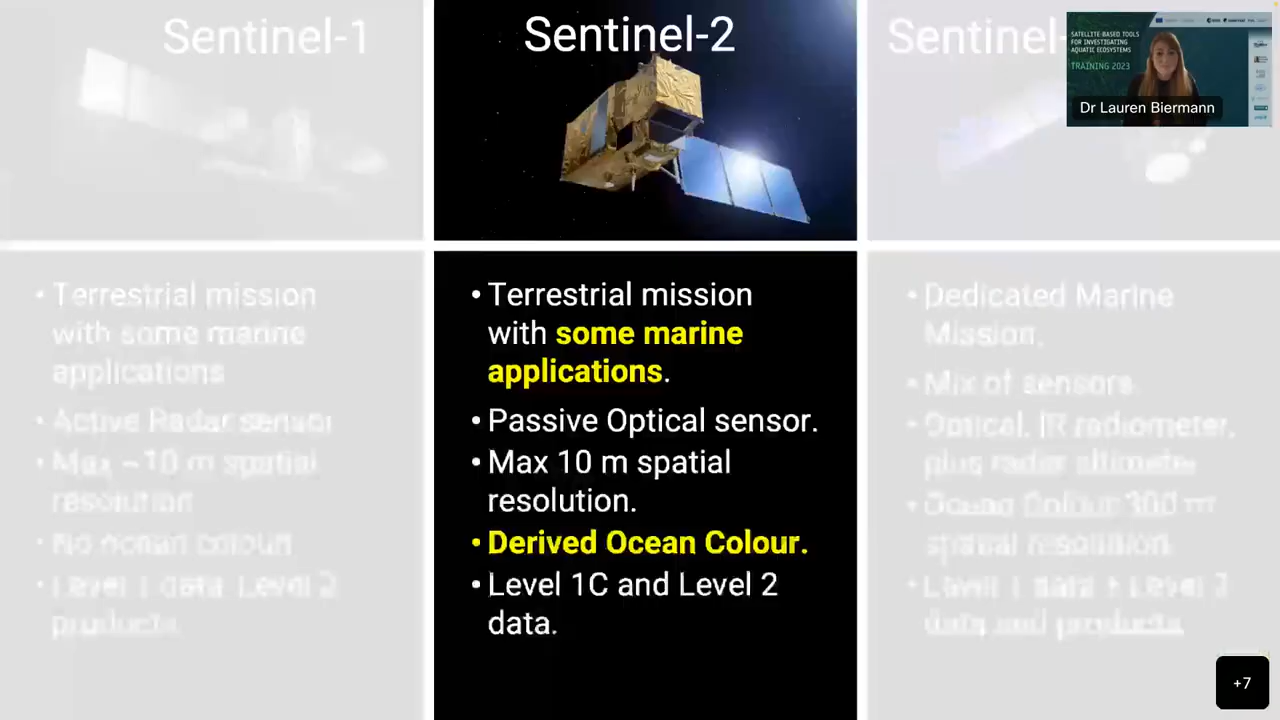 Sentinel-1
Sentinel-2
Sentinel-
SATELLITE-BASED TOOLS
FOR INVESTIGATING
AQUATIC ECOSYSTEMS
TRAINING 2023
Dr Lauren Biermann
• Terrestrial mission
with some marine
applications
• Active Radar sensor
• Max ~10 m spatial
resolution
• No ocean colour
• Level 1 data, Level 2
products.
• Terrestrial mission
with some marine
applications.
• Passive Optical sensor.
• Max 10 m spatial
resolution.
• Derived Ocean Colour.
• Level 1C and Level 2
data.
• Dedicated Marine
Mission.
• Mix of sensors
• Optical, IR radiometer,
plus radar altimeter
• Ocean Colour 300 m
spatial resolution
• Level 1 data + Level 2
data and products.
+7